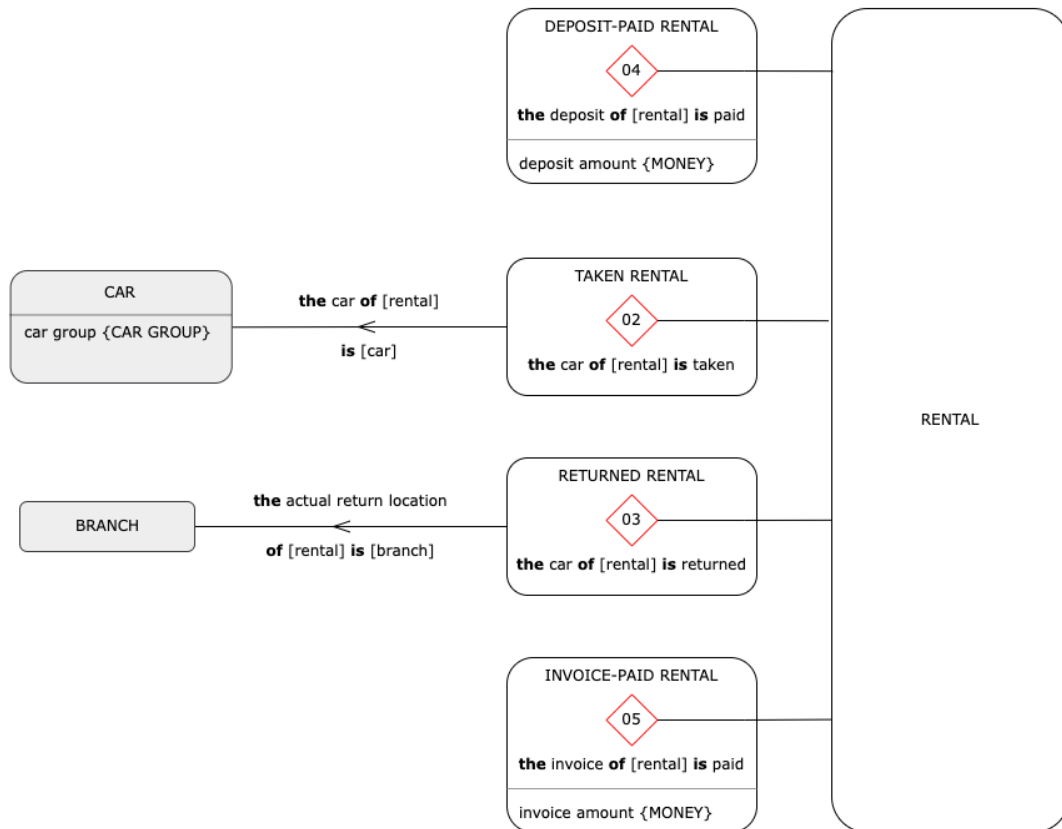 DEPOSIT-PAID RENTAL
04
the deposit of [rental] is paid
deposit amount {MONEY}
CAR
car group {CAR GROUP}
the car of [rental]
is [car]
TAKEN RENTAL
02
the car of [rental] is taken
RENTAL
BRANCH
the actual return location
of [rental] is [branch]
RETURNED RENTAL
03
the car of [rental] is returned
INVOICE-PAID RENTAL
05
the invoice of [rental] is paid
invoice amount {MONEY}